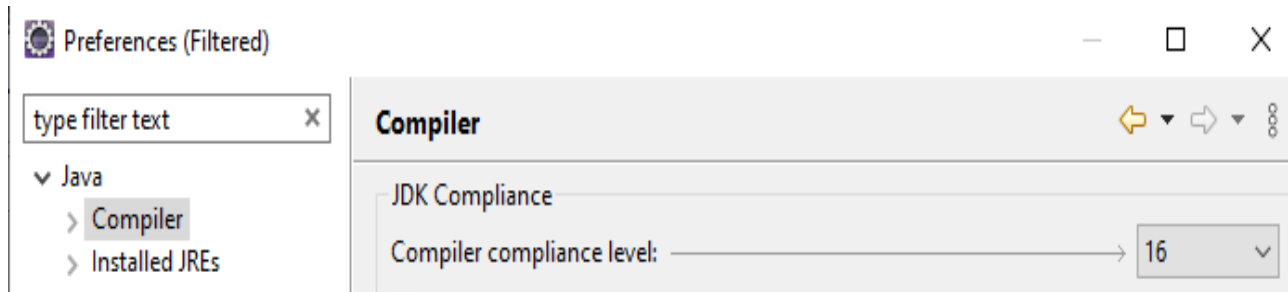 Preferences (Filtered)
type filter text
Compiler
Java
JDK Compliance
Compiler
Compiler compliance level:
16
Installed JREs